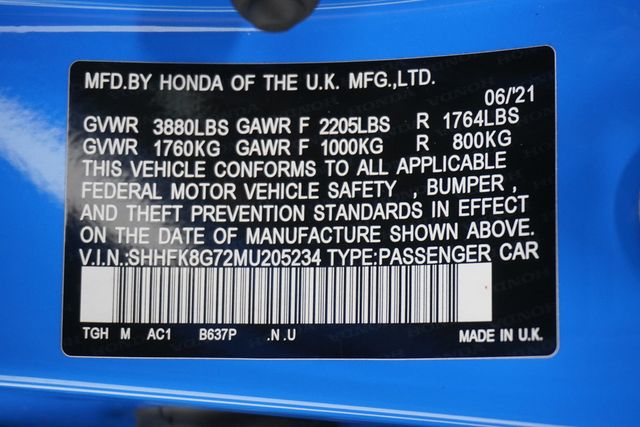 MFD.BY HONDA OF THE U.K. MFG.,LTD.
06/'21
GVWR 3880LBS GAWR F 2205LBS R 1764LBS
GVWR 1760KG GAWR F 1000KG R 800KG
THIS VEHICLE CONFORMS TO ALL APPLICABLE
FEDERAL MOTOR VEHICLE SAFETY , BUMPER ,
AND THEFT PREVENTION STANDARDS IN EFFECT
ON THE DATE OF MANUFACTURE SHOWN ABOVE.
V.I.N.:SHHFK8G72MU205234 TYPE:PASSENGER CAR
TGH M AC1 B637P .N .U MADE IN U.K.